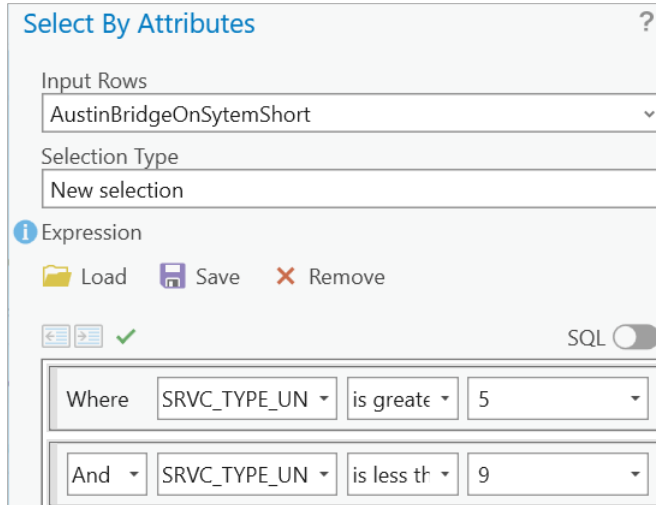 Select By Attributes ?
Input Rows
AustinBridgeOnSytemShort
Selection Type
New selection
Expression
Load Save Remove
SQL
Where SRVC_TYPE_UN is greate 5
And SRVC_TYPE_UN is less th 9